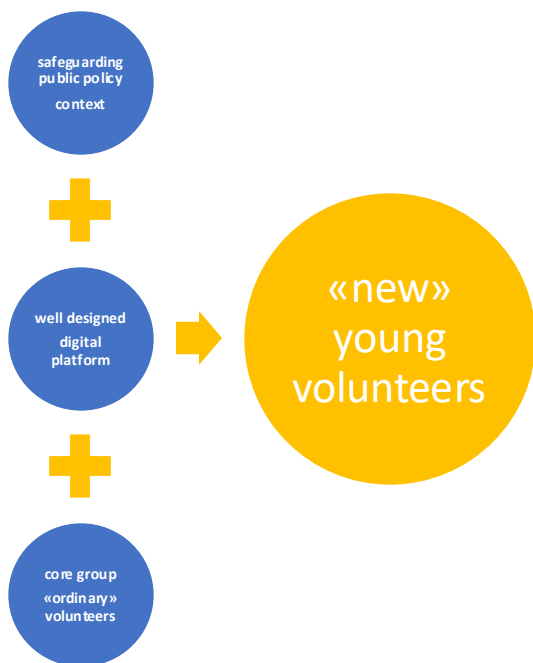 safeguarding
public policy
context
well designed
digital
platform
«new»
young
volunteers
core group
«ordinary»
volunteers